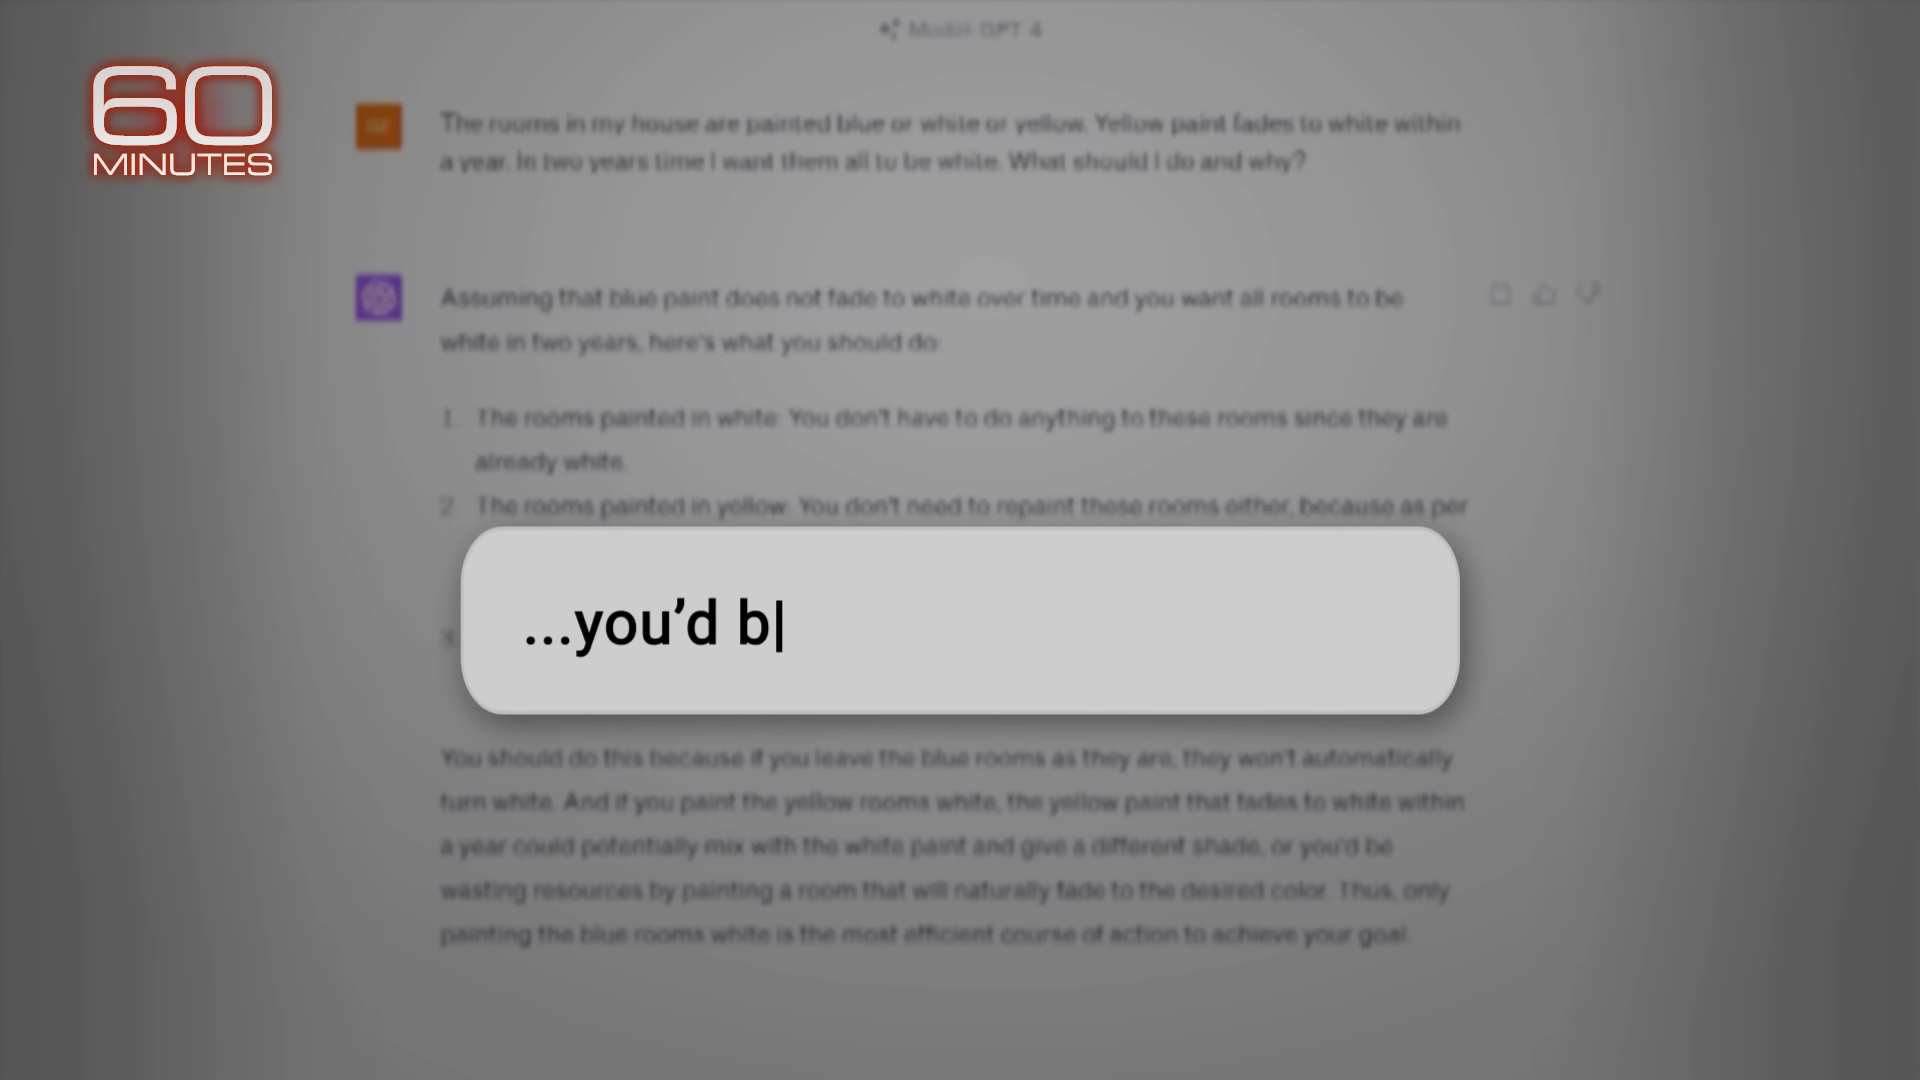 Model: GPT 4
60
MINUTES
The rooms in my house are painted blue or white or yellow. Yellow paint fades to white within
a year. In two years time I want them all to be white. What should I do and why?
Assuming that blue paint does not fade to white over time and you want all rooms to be
white in two years, here's what you should do:
1. The rooms painted in white: You don't have to do anything to these rooms since they are
already white.
2. The rooms painted in yellow: You don't need to repaint these rooms either, because as per
...you’d b|
3.
You should do this because if you leave the blue rooms as they are, they won't automatically
turn white. And if you paint the yellow rooms white, the yellow paint that fades to white within
a year could potentially mix with the white paint and give a different shade, or you'd be
wasting resources by painting a room that will naturally fade to the desired color. Thus, only
painting the blue rooms white is the most efficient course of action to achieve your goal.